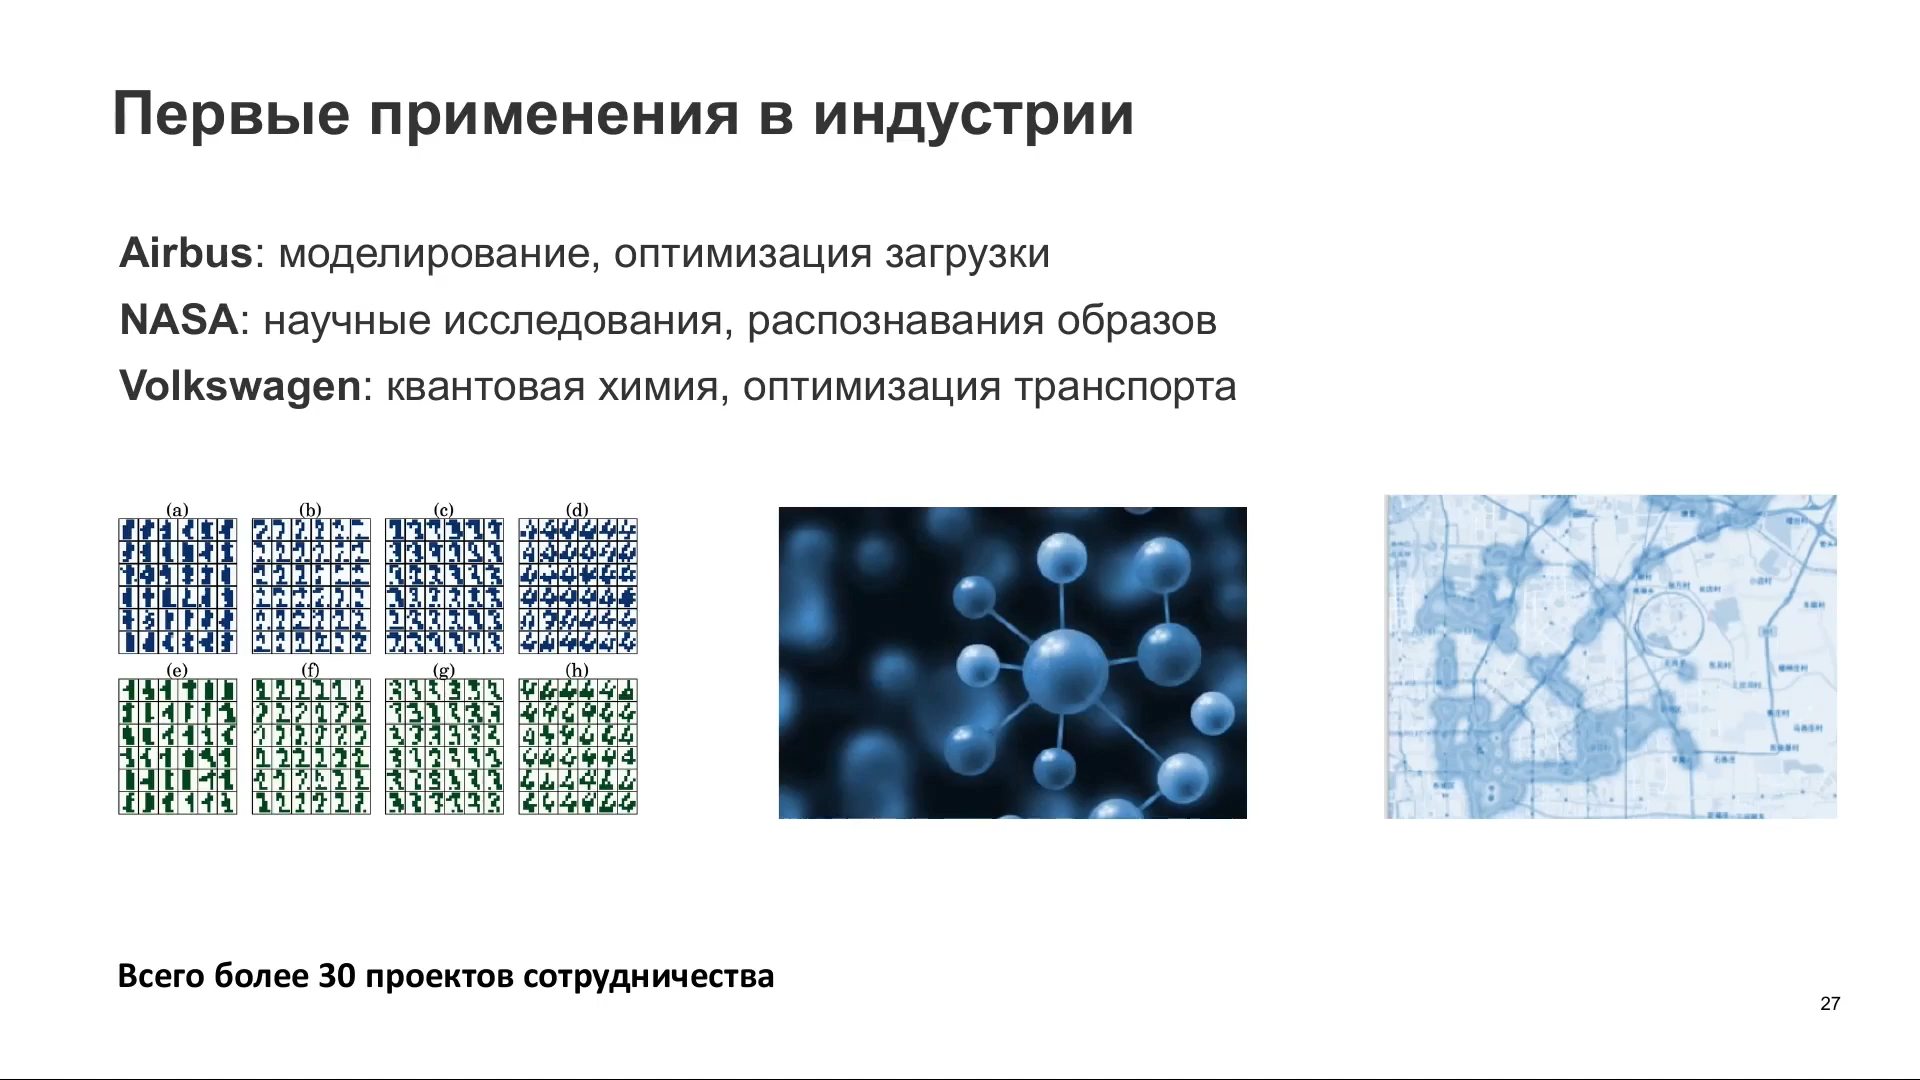 Первые применения в индустрии
Airbus: моделирование, оптимизация загрузки
NASA: научные исследования, распознавания образов
Volkswagen: квантовая химия, оптимизация транспорта
(a) (b) (c) (d)
(e) (f) (g) (h)
Всего более 30 проектов сотрудничества
27